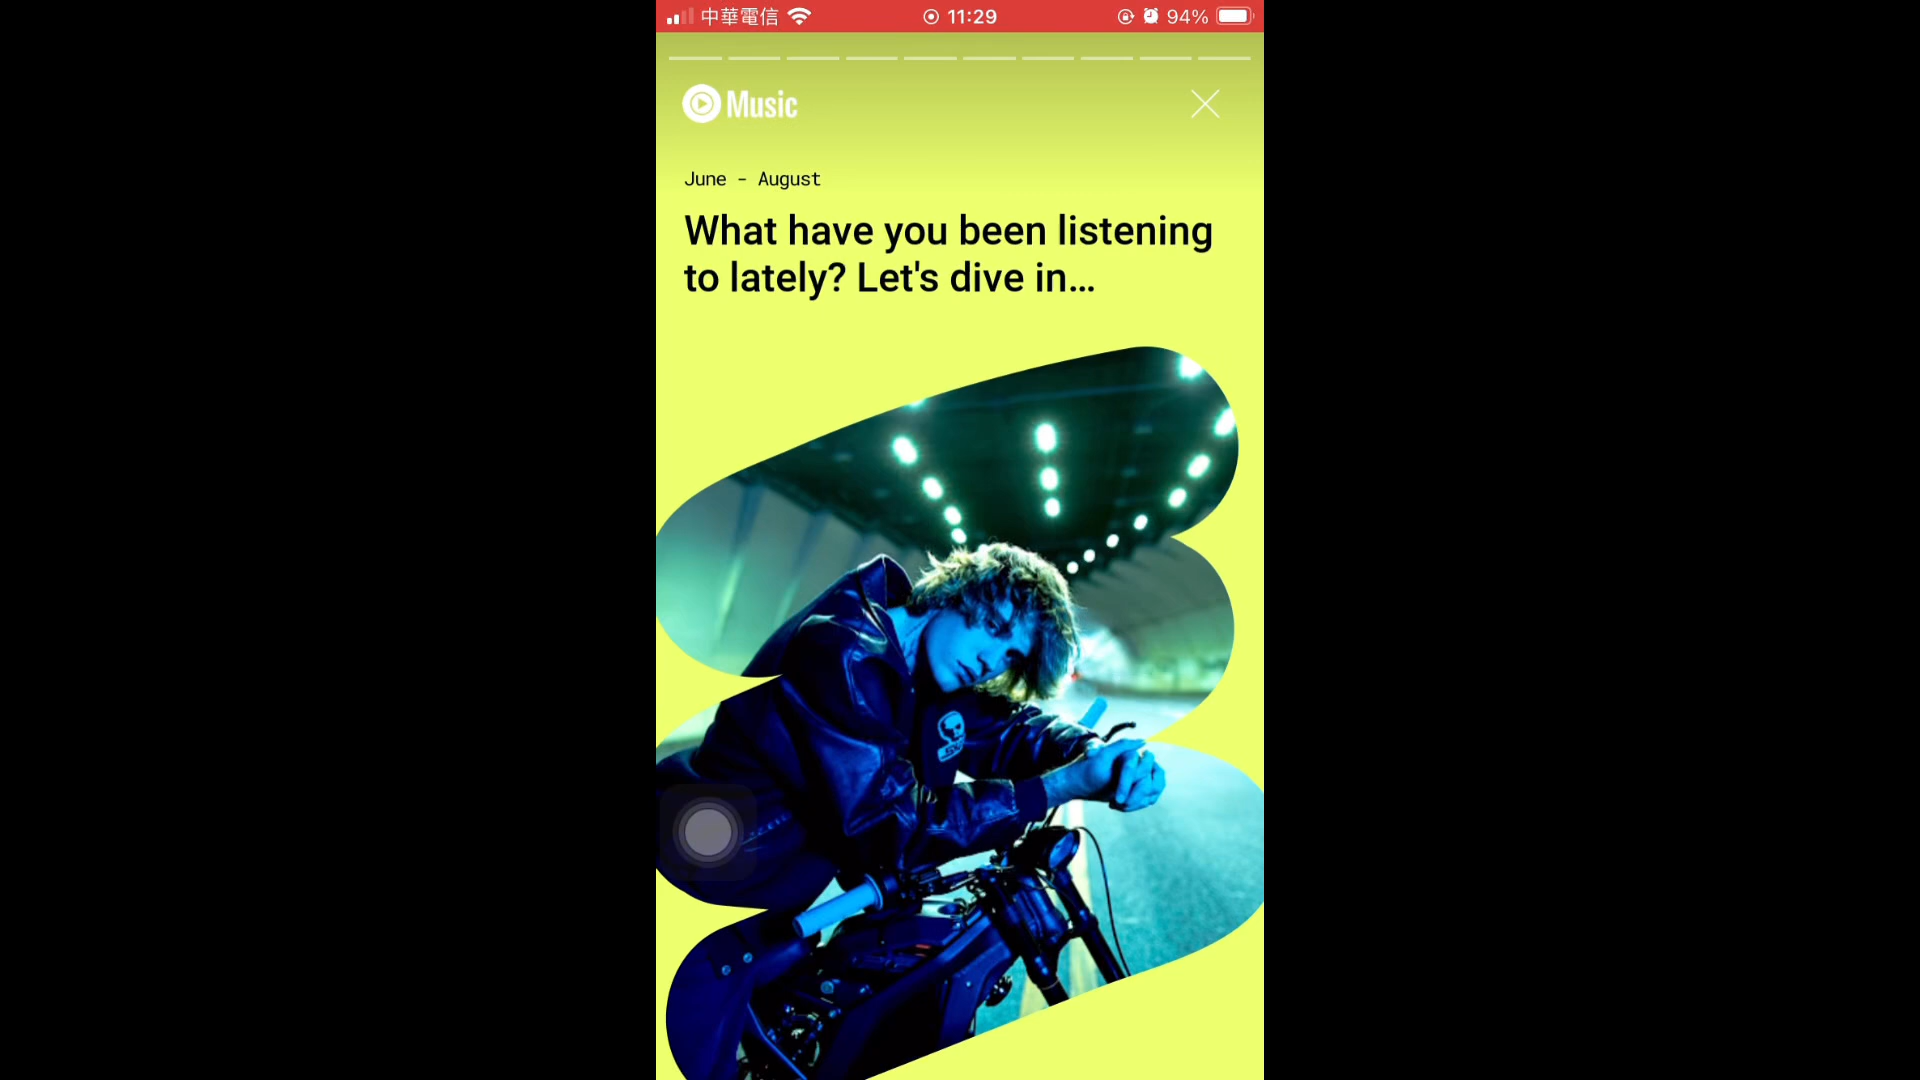 中華電信 11:29 94%
Music
June - August
What have you been listening
to lately? Let's dive in...